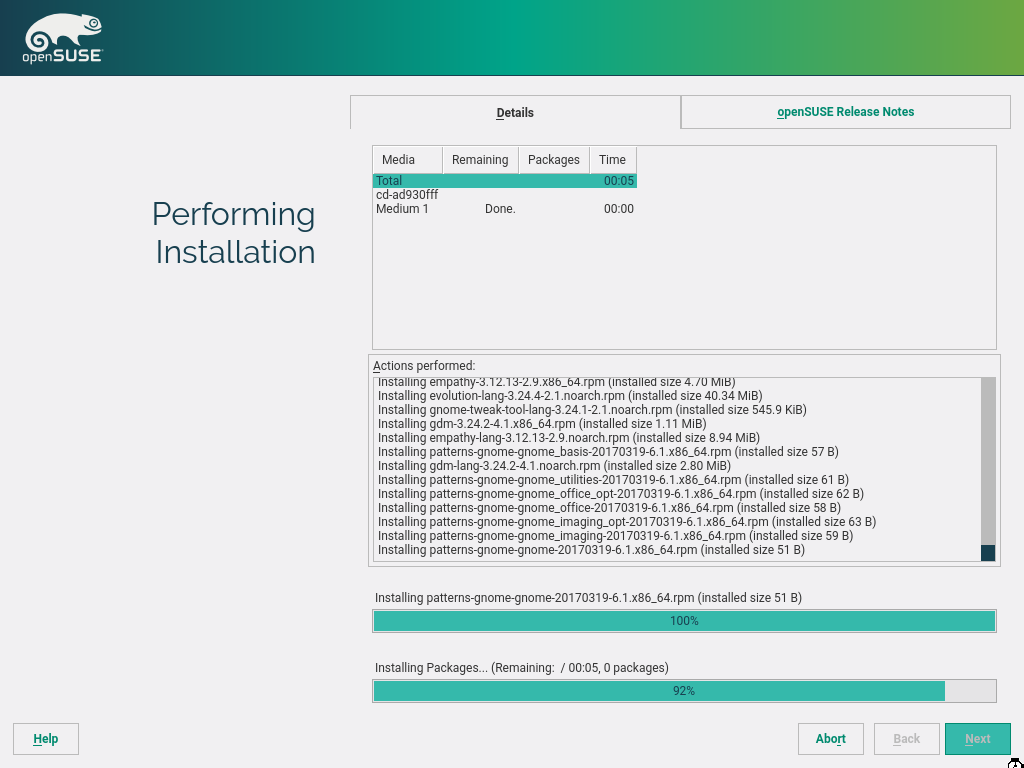 openSUSE
Details
openSUSE Release Notes
Performing
Installation
Media Remaining Packages Time
Total 00:05
cd-ad930fff
Medium 1 Done. 00:00
Actions performed:
Installing empathy-3.12.13-2.9.x86_64.rpm (installed size 4.70 MiB)
Installing evolution-lang-3.24.4-2.1.noarch.rpm (installed size 40.34 MiB)
Installing gnome-tweak-tool-lang-3.24.1-2.1.noarch.rpm (installed size 545.9 KiB)
Installing gdm-3.24.2-4.1.x86_64.rpm (installed size 1.11 MiB)
Installing empathy-lang-3.12.13-2.9.noarch.rpm (installed size 8.94 MiB)
Installing patterns-gnome-gnome_basis-20170319-6.1.x86_64.rpm (installed size 57 B)
Installing gdm-lang-3.24.2-4.1.noarch.rpm (installed size 2.80 MiB)
Installing patterns-gnome-gnome_utilities-20170319-6.1.x86_64.rpm (installed size 61 B)
Installing patterns-gnome-gnome_office_opt-20170319-6.1.x86_64.rpm (installed size 62 B)
Installing patterns-gnome-gnome_office-20170319-6.1.x86_64.rpm (installed size 58 B)
Installing patterns-gnome-gnome_imaging_opt-20170319-6.1.x86_64.rpm (installed size 63 B)
Installing patterns-gnome-gnome_imaging-20170319-6.1.x86_64.rpm (installed size 59 B)
Installing patterns-gnome-gnome-20170319-6.1.x86_64.rpm (installed size 51 B)
Installing patterns-gnome-gnome-20170319-6.1.x86_64.rpm (installed size 51 B)
100%
Installing Packages... (Remaining:  / 00:05, 0 packages)
92%
Help
Abort
Back
Next